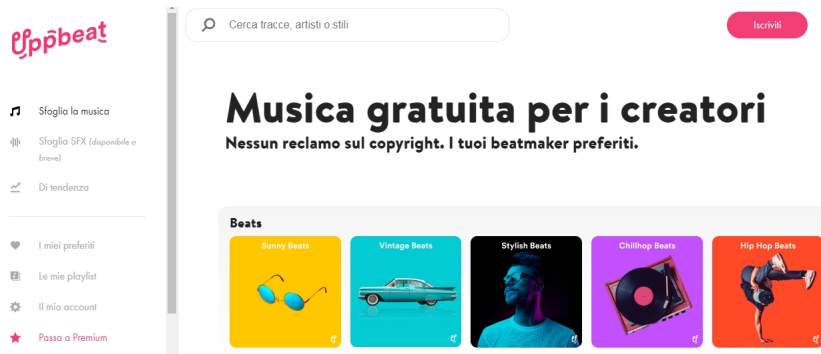 Uppbeat
Cerca tracce, artisti o stili
Iscriviti
Sfoglia la musica
Sfoglia SFX (disponibile a
breve)
Di tendenza
I miei preferiti
Le mie playlist
Il mio account
Passa a Premium
Musica gratuita per i creatori
Nessun reclamo sul copyright. I tuoi beatmaker preferiti.
Beats
Sunny Beats
Vintage Beats
Stylish Beats
Chillhop Beats
Hip Hop Beats